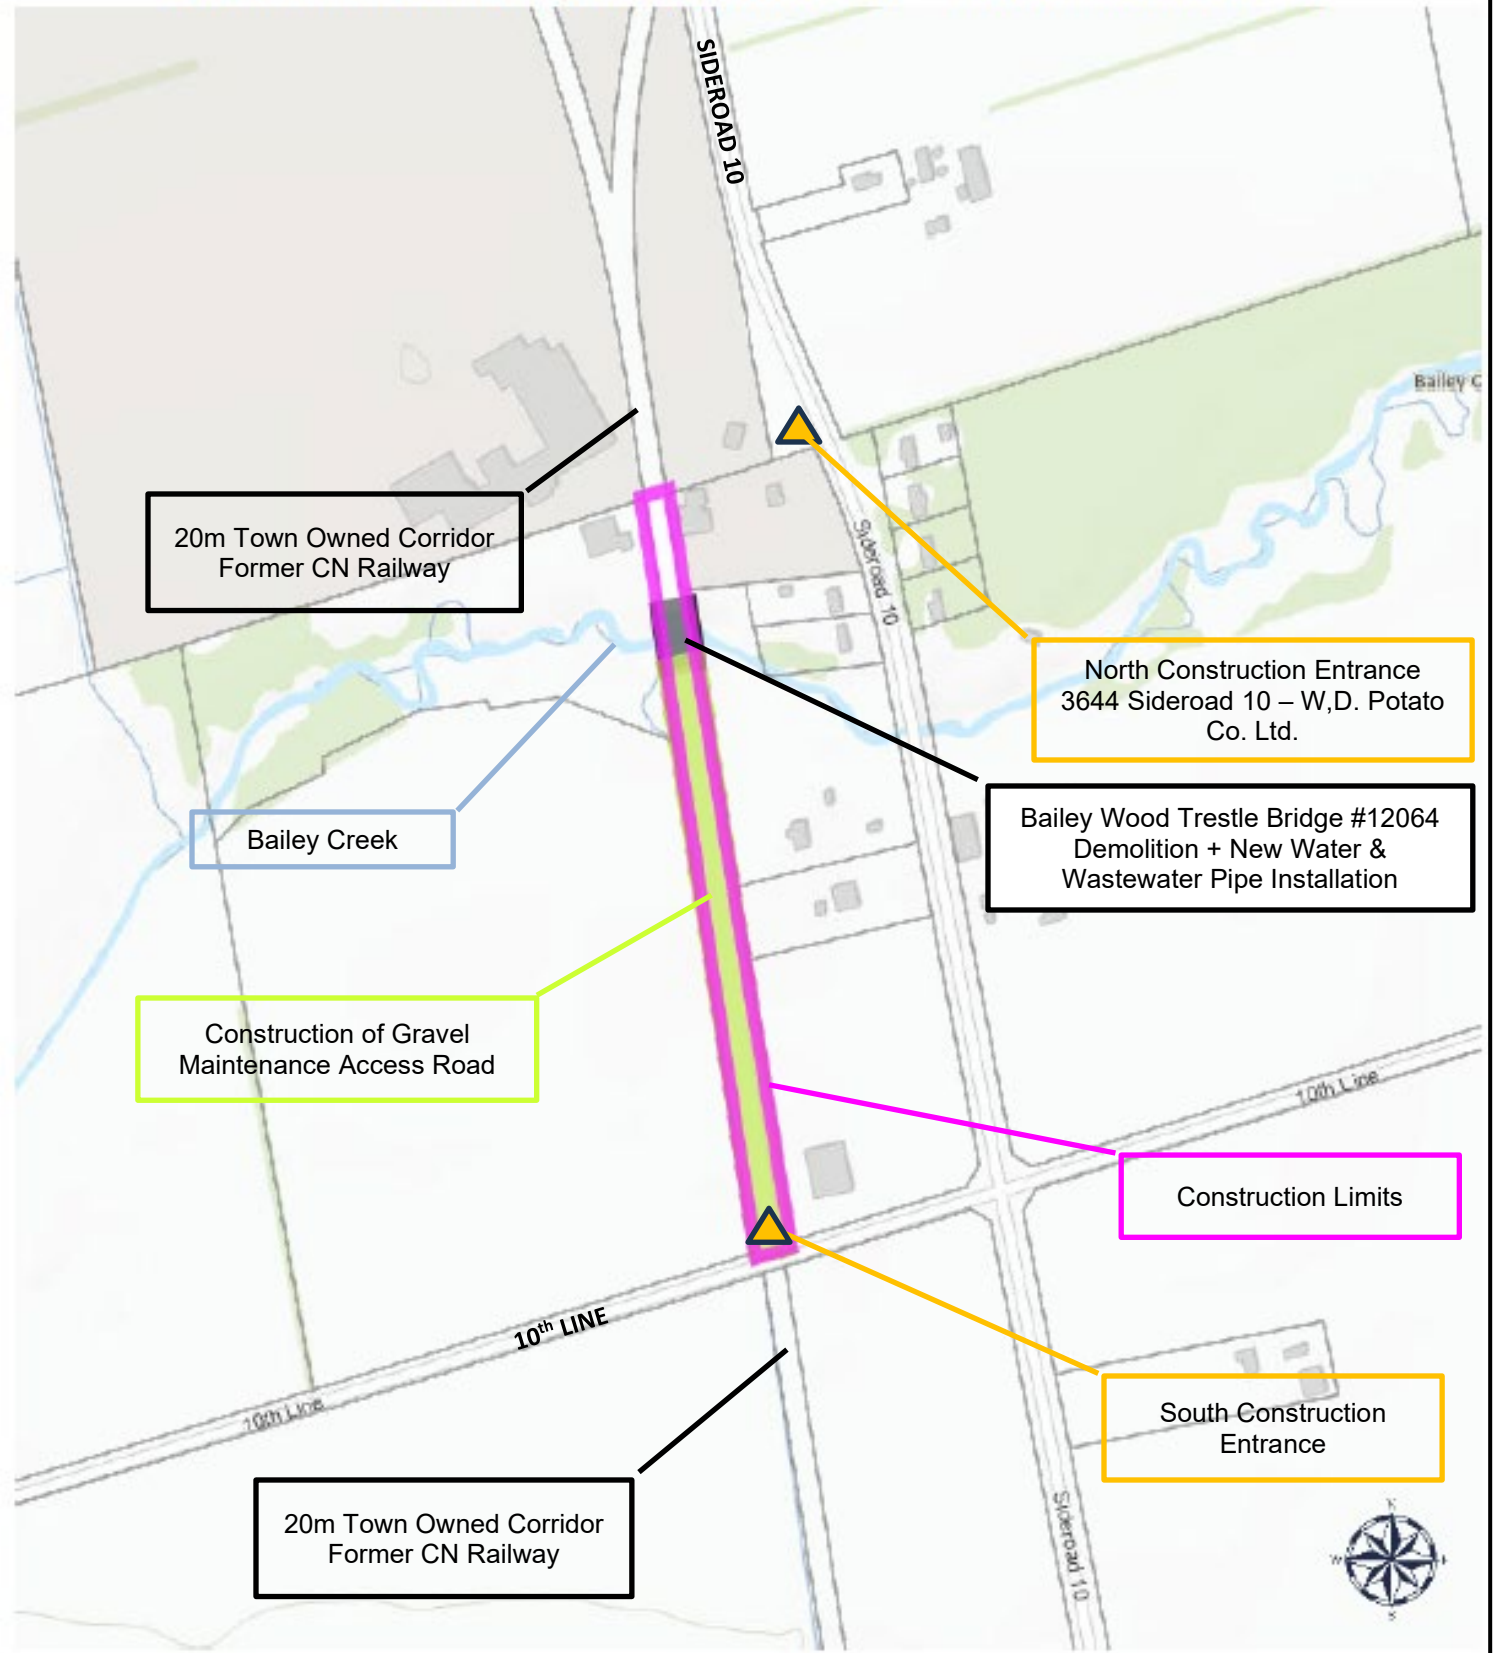 SIDEROAD 10
Bailey C
20m Town Owned Corridor
Former CN Railway
Sideroad 10
North Construction Entrance
3644 Sideroad 10 – W,D. Potato
Co. Ltd.
Bailey Creek
Bailey Wood Trestle Bridge #12064
Demolition + New Water &
Wastewater Pipe Installation
Construction of Gravel
Maintenance Access Road
10th Line
Construction Limits
10th LINE
10th Line
South Construction
Entrance
20m Town Owned Corridor
Former CN Railway
Sideroad 10
N
W
E
S